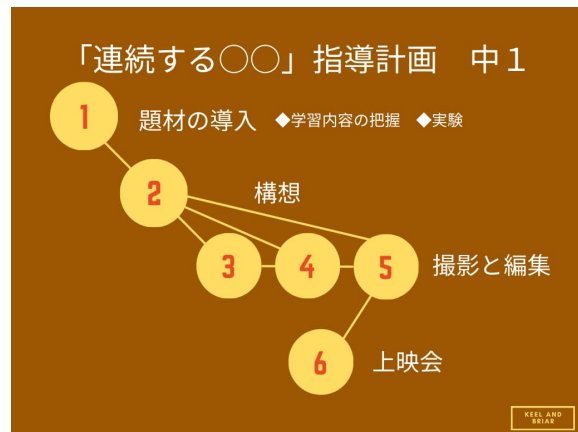 「連続する〇〇」指導計画　中１
1
題材の導入　◆学習内容の把握　◆実験
2
構想
3 4 5 撮影と編集
6 上映会
KEEL AND
BRIAR